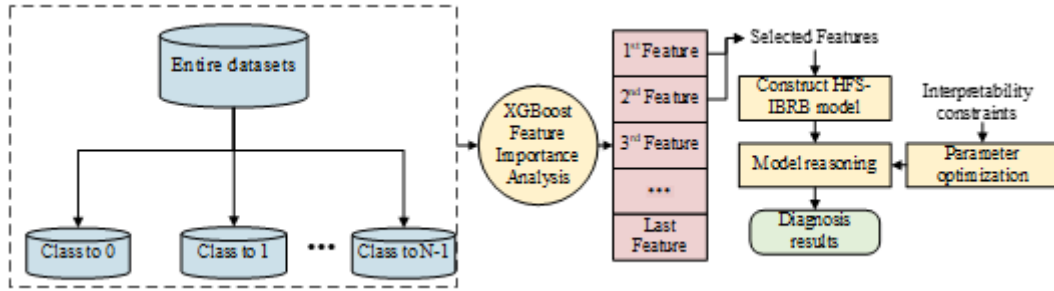 Entire datasets
Class to 0
Class to 1
•••
Class to N-1
XGBoost
Feature
Importance
Analysis
1st Feature
2nd Feature
3rd Feature
•••
Last
Feature
Selected Features
Construct HFS-
IBRB model
Model reasoning
Diagnosis
results
Interpretability
constraints
Parameter
optimization